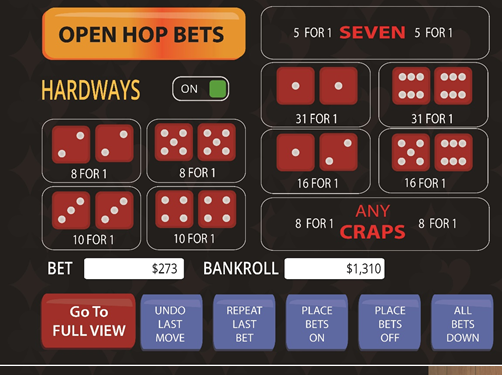 OPEN HOP BETS
5 FOR 1 SEVEN 5 FOR 1
HARDWAYS
ON
31 FOR 1
31 FOR 1
8 FOR 1
8 FOR 1
16 FOR 1
16 FOR 1
10 FOR 1
10 FOR 1
8 FOR 1
ANY
CRAPS
8 FOR 1
BET
$273
BANKROLL
$1,310
Go To
FULL VIEW
UNDO
LAST
MOVE
REPEAT
LAST
BET
PLACE
BETS
ON
PLACE
BETS
OFF
ALL
BETS
DOWN